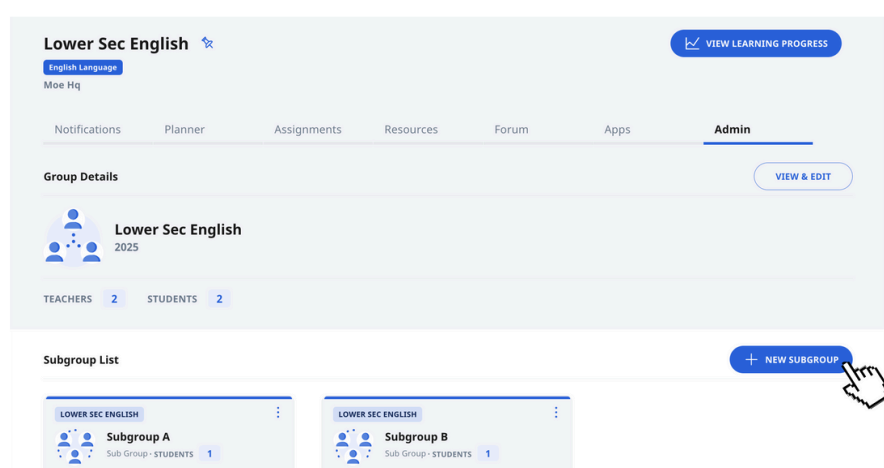 Lower Sec English
VIEW LEARNING PROGRESS
English Language
Moe Hq
Notifications Planner Assignments Resources Forum Apps Admin
Group Details
VIEW & EDIT
Lower Sec English
2025
TEACHERS 2 STUDENTS 2
Subgroup List
NEW SUBGROUP
LOWER SEC ENGLISH
Subgroup A
Sub Group · STUDENTS 1
LOWER SEC ENGLISH
Subgroup B
Sub Group · STUDENTS 1